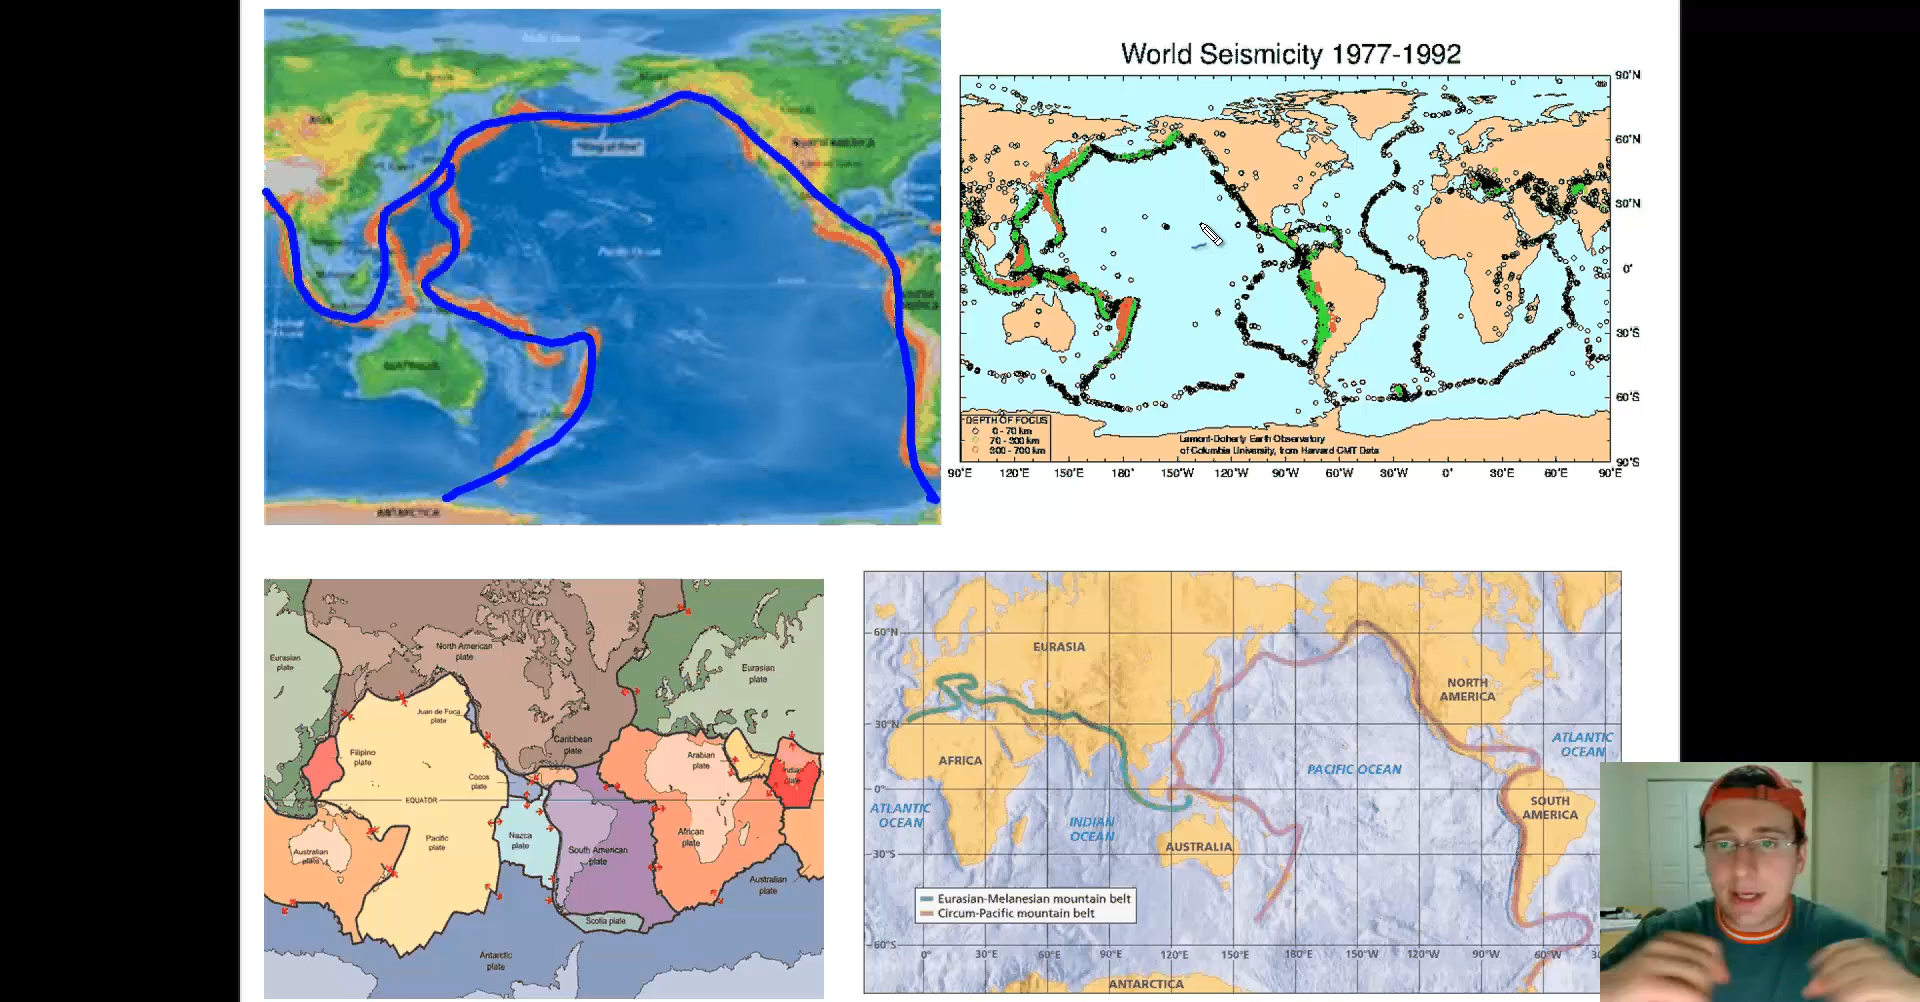 "Ring of Fire"
Pacific Ocean
ANTARCTICA
World Seismicity 1977-1992
90°N
60°N
30°N
0°
30°S
60°S
90°S
DEPTH OF FOCUS
0 - 70 km
70 - 300 km
300 - 700 km
Lamont-Doherty Earth Observatory
of Columbia University, from Harvard CMT Data
90°E 120°E 150°E 180° 150°W 120°W 90°W 60°W 30°W 0° 30°E 60°E 90°E
North American
plate
Eurasian
plate
Eurasian
plate
Juan de Fuca
plate
Filipino
plate
Caribbean
plate
Arabian
plate
Indian
plate
Cocos
plate
EQUATOR
Pacific
plate
Nazca
plate
South American
plate
African
plate
Australian
plate
Australian
plate
Scotia plate
Antarctic
plate
60°N
EURASIA
NORTH
AMERICA
30°N
ATLANTIC
OCEAN
AFRICA
PACIFIC OCEAN
0°
ATLANTIC
OCEAN
INDIAN
OCEAN
SOUTH
AMERICA
AUSTRALIA
30°S
Eurasian-Melanesian mountain belt
Circum-Pacific mountain belt
60°S
0° 30°E 60°E 90°E 120°E 150°E 180°E 150°W 120°W 90°W 60°W
ANTARCTICA